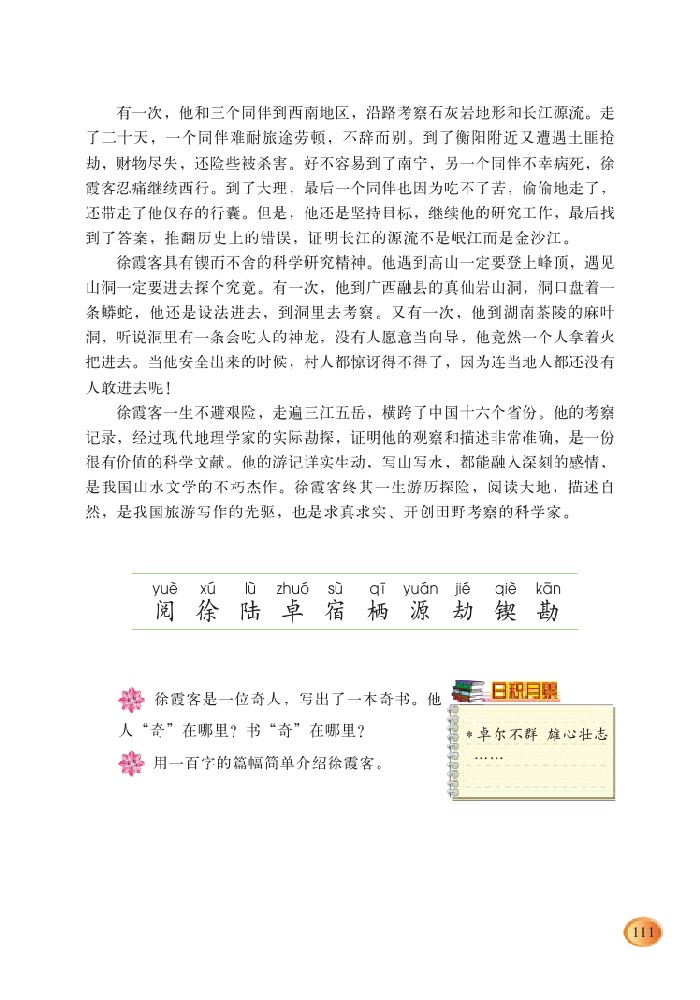 有一次，他和三个同伴到西南地区，沿路考察石灰岩地形和长江源流。走
了二十天，一个同伴难耐旅途劳顿，不辞而别。到了衡阳附近又遭遇土匪抢
劫，财物尽失，还险些被杀害。好不容易到了南宁，另一个同伴不幸病死，徐
霞客忍痛继续西行。到了大理，最后一个同伴也因为吃不了苦，偷偷地走了，
还带走了他仅存的行囊。但是，他还是坚持目标，继续他的研究工作，最后找
到了答案，推翻历史上的错误，证明长江的源流不是岷江而是金沙江。
徐霞客具有锲而不舍的科学研究精神。他遇到高山一定要登上峰顶，遇见
山洞一定要进去探个究竟。有一次，他到广西融县的真仙岩山洞，洞口盘着一
条蟒蛇，他还是设法进去，到洞里去考察。又有一次，他到湖南茶陵的麻叶
洞，听说洞里有一条会吃人的神龙，没有人愿意当向导，他竟然一个人拿着火
把进去。当他安全出来的时候，村人都惊讶得不得了，因为连当地人都还没有
人敢进去呢！
徐霞客一生不避艰险，走遍三江五岳，横跨了中国十六个省份。他的考察
记录，经过现代地理学家的实际勘探，证明他的观察和描述非常准确，是一份
很有价值的科学文献。他的游记详实生动，写山写水，都能融入深刻的感情，
是我国山水文学的不朽杰作。徐霞客终其一生游历探险，阅读大地，描述自
然，是我国旅游写作的先驱，也是求真求实、开创田野考察的科学家。
yuè xú lù zhuó sù qī yuán jié qiè kān
阅 徐 陆 卓 宿 栖 源 劫 锲 勘
徐霞客是一位奇人，写出了一本奇书。他
人“奇”在哪里？书“奇”在哪里？
用一百字的篇幅简单介绍徐霞客。
日积月累
*卓尔不群 雄心壮志
……
111